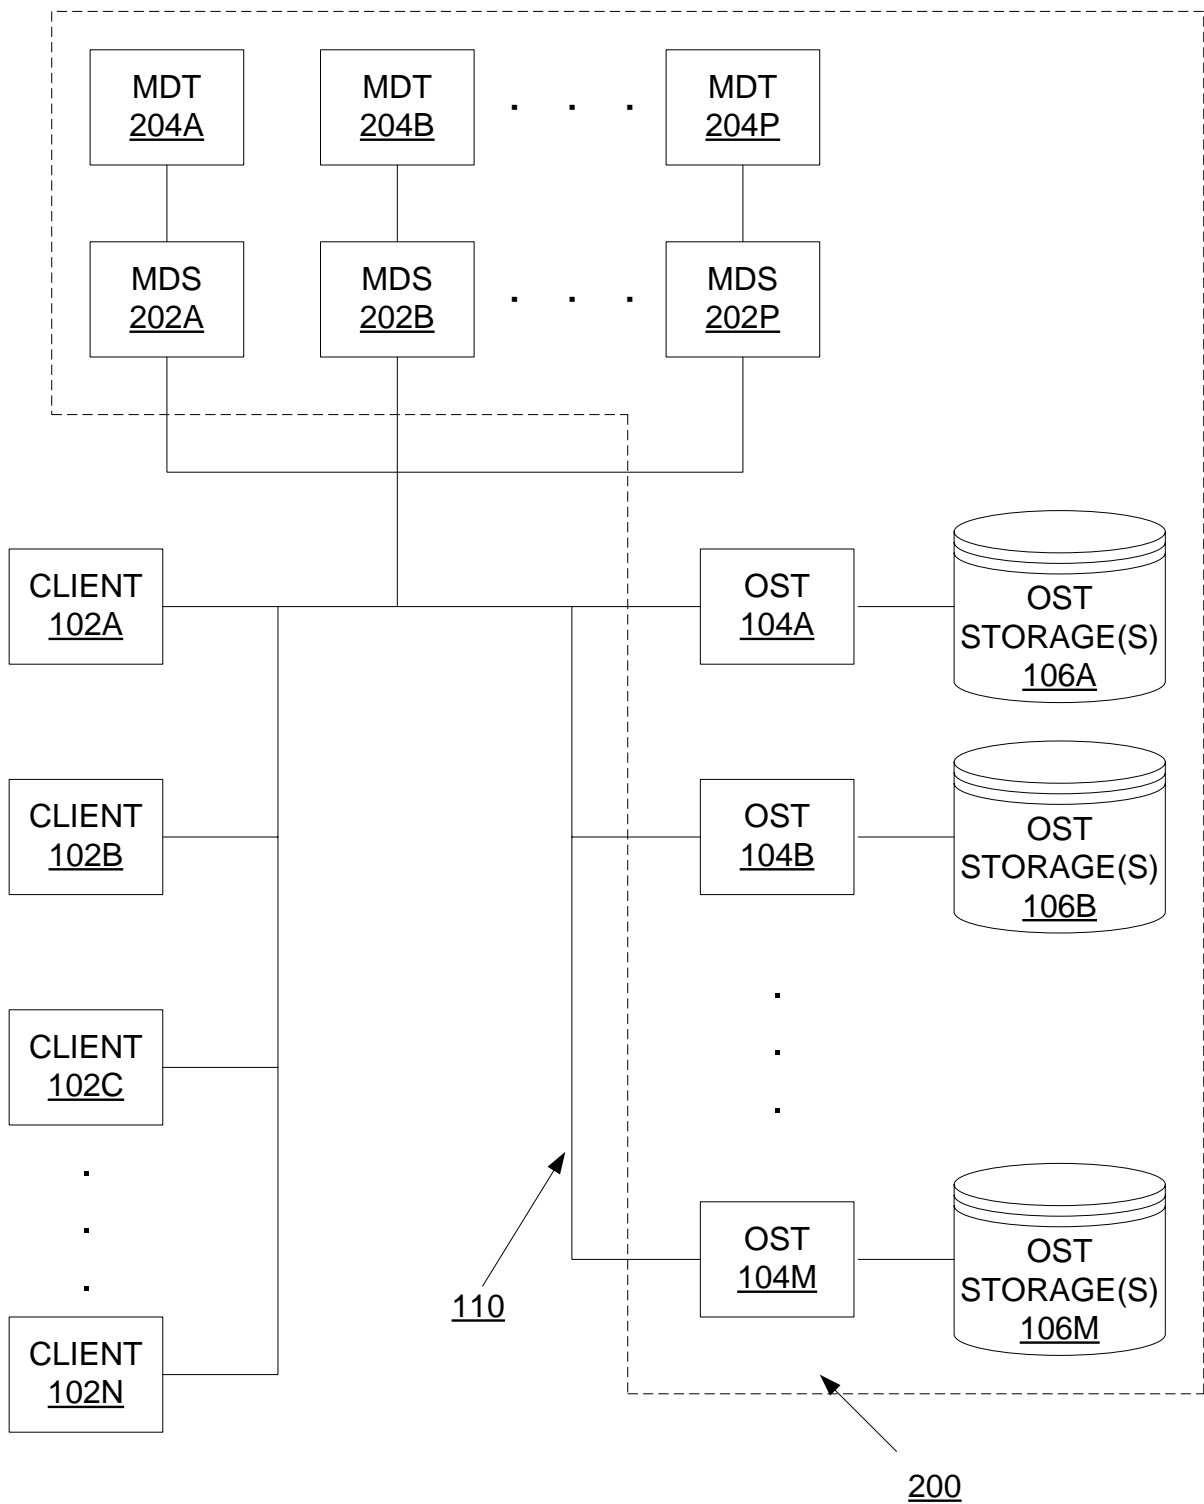 MDT
204A
MDT
204B
MDT
204P
MDS
202A
MDS
202B
MDS
202P
CLIENT
102A
OST
104A
OST
STORAGE(S)
106A
CLIENT
102B
OST
104B
OST
STORAGE(S)
106B
CLIENT
102C
CLIENT
102N
OST
104M
OST
STORAGE(S)
106M
110
200